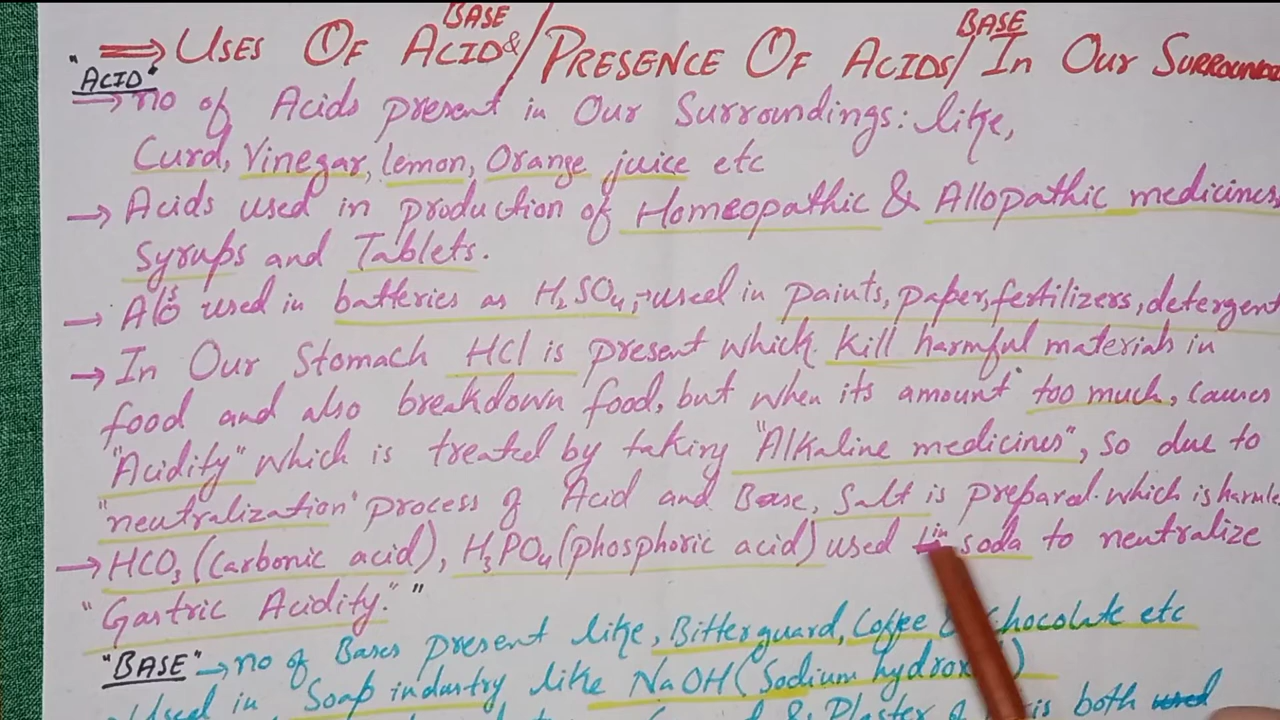 ⇒ USES OF ACID & BASE / PRESENCE OF ACIDS / BASE In Our SURROUND
"ACID"
→ no of Acids present in Our Surroundings: like,
Curd, Vinegar, lemon, Orange juice etc
→ Acids used in production of Homeopathic & Allopathic medicines
Syrups and Tablets.
→ Also is used in batteries as H₂SO₄, used in paints, paper, fertilizers, detergent
→ In Our Stomach HCl is present which kill harmful materials in
food and also breakdown food, but when its amount too much, causes
"Acidity" which is treated by taking "Alkaline medicines", so due to
"neutralization" process of Acid and Base, Salt is prepared which is harmle
→ HCO₃ (Carbonic acid), H₃PO₄ (phosphoric acid) used in soda to neutralize
"Gastric Acidity." "
"BASE" → no of Bases present like, Bitterguard, Coffee chocolate etc
Used in Soap industry like NaOH (Sodium hydrox )
& Plaster of is both used